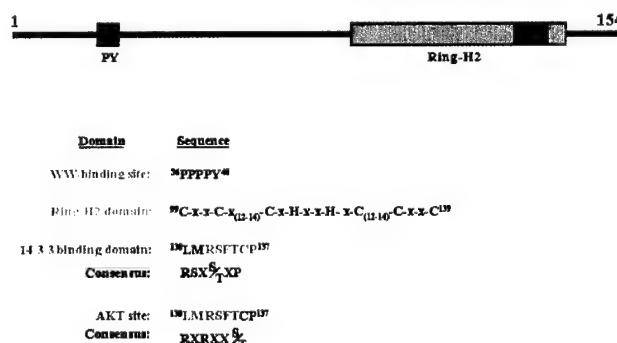 1 154
PY Ring-H2
Domain Sequence
WW-binding site: ³⁶PPPPY⁴⁰
Ring-H2 domain: ⁹⁹C-x-x-C-x(12-14)-C-x-H-x-x-H-x-C(12-14)-C-x-x-C¹³⁹
14-3-3 binding domain: ¹³⁰LMRSFTCP¹³⁷
Consensus: RSXS/TXP
AKT site: ¹³⁰LMRSFTCP¹³⁷
Consensus: RXRXXS/